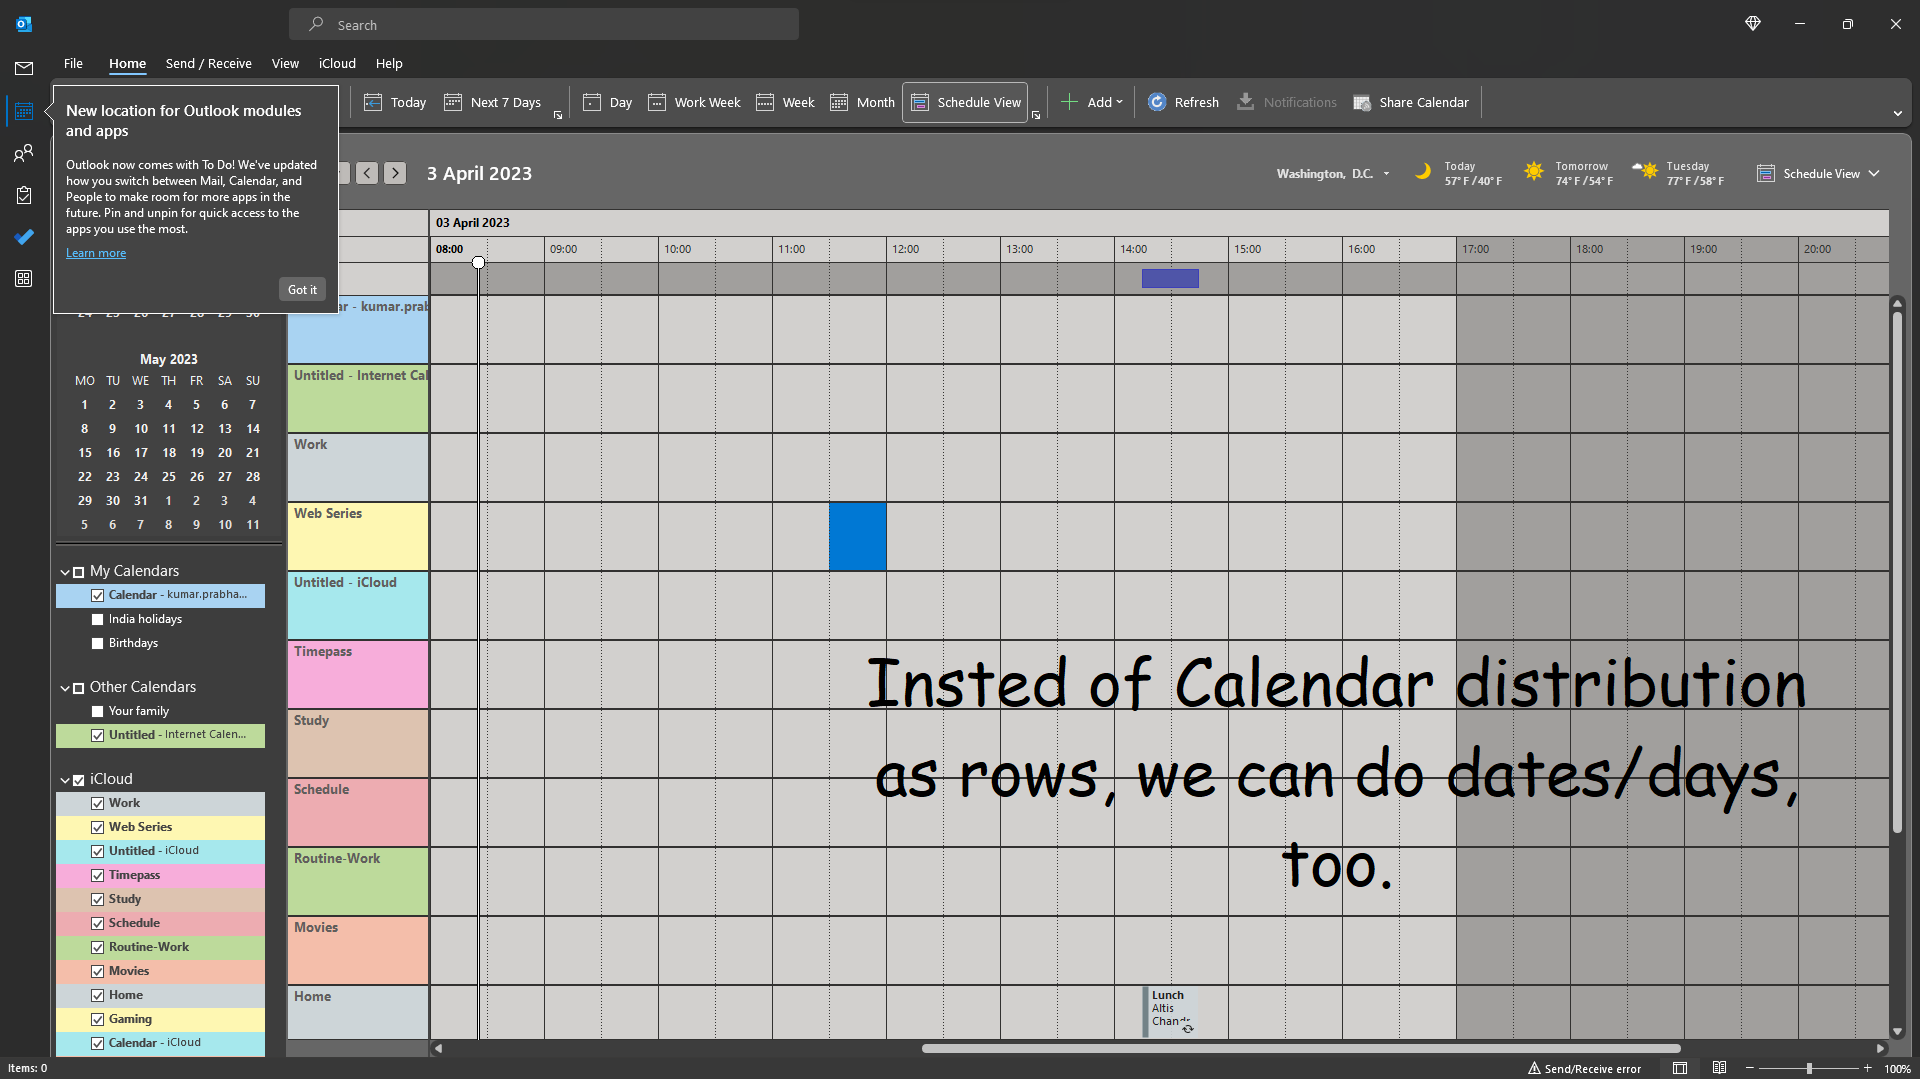 Search
File Home Send / Receive View iCloud Help
New location for Outlook modules
and apps
Outlook now comes with To Do! We've updated
how you switch between Mail, Calendar, and
People to make room for more apps in the
future. Pin and unpin for quick access to the
apps you use the most.
Learn more
Got it
Today Next 7 Days Day Work Week Week Month Schedule View Add Refresh Notifications Share Calendar
3 April 2023
Washington, D.C.
Today
57° F / 40° F
Tomorrow
74° F / 54° F
Tuesday
77° F / 58° F
Schedule View
03 April 2023
08:00 09:00 10:00 11:00 12:00 13:00 14:00 15:00 16:00 17:00 18:00 19:00 20:00
24 25 26 27 28 29 30
May 2023
MO TU WE TH FR SA SU
1 2 3 4 5 6 7
8 9 10 11 12 13 14
15 16 17 18 19 20 21
22 23 24 25 26 27 28
29 30 31 1 2 3 4
5 6 7 8 9 10 11
My Calendars
Calendar - kumar.prabha...
India holidays
Birthdays
Other Calendars
Your family
Untitled - Internet Calen...
iCloud
Work
Web Series
Untitled - iCloud
Timepass
Study
Schedule
Routine-Work
Movies
Home
Gaming
Calendar - iCloud
- kumar.prab
Untitled - Internet Cal
Work
Web Series
Untitled - iCloud
Timepass
Study
Schedule
Routine-Work
Movies
Home
Insted of Calendar distribution
as rows, we can do dates/days,
too.
Lunch
Altis
Items: 0
Send/Receive error
100%